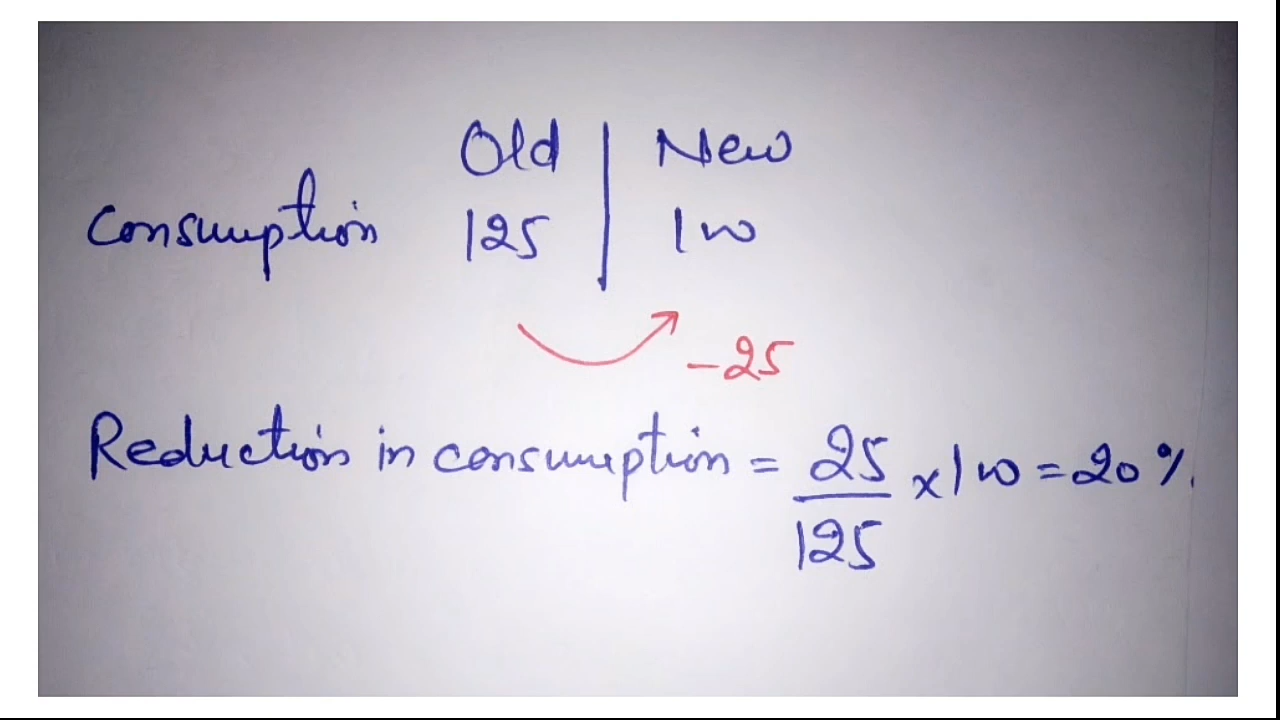 Old | New
Consumption 125 | 100
-25
Reduction in consumption = 25/125 x 100 = 20%.